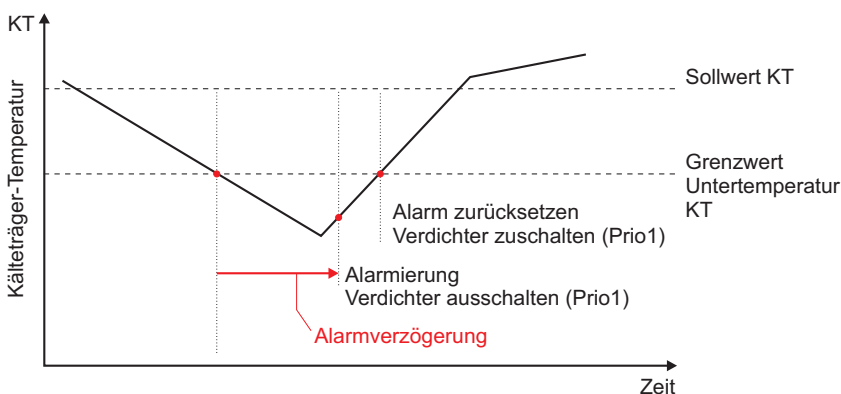 KT
Kälteträger-Temperatur
Sollwert KT
Grenzwert
Untertemperatur
KT
Alarm zurücksetzen
Verdichter zuschalten (Prio1)
Alarmierung
Verdichter ausschalten (Prio1)
Alarmverzögerung
Zeit